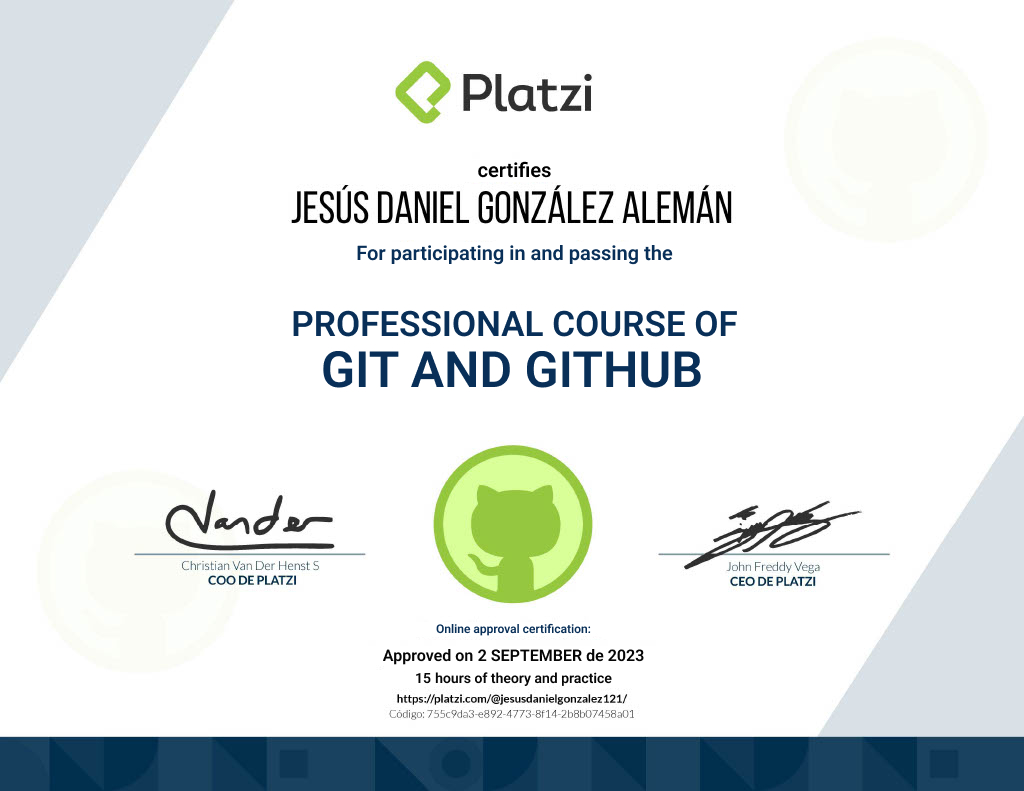 Platzi
certifies
JESÚS DANIEL GONZÁLEZ ALEMÁN
For participating in and passing the
PROFESSIONAL COURSE OF
GIT AND GITHUB
Vander
Christian Van Der Henst S
COO DE PLATZI
John Freddy Vega
CEO DE PLATZI
Online approval certification:
Approved on 2 SEPTEMBER de 2023
15 hours of theory and practice
https://platzi.com/@jesusdanielgonzalez121/
Código: 755c9da3-e892-4773-8f14-2b8b07458a01